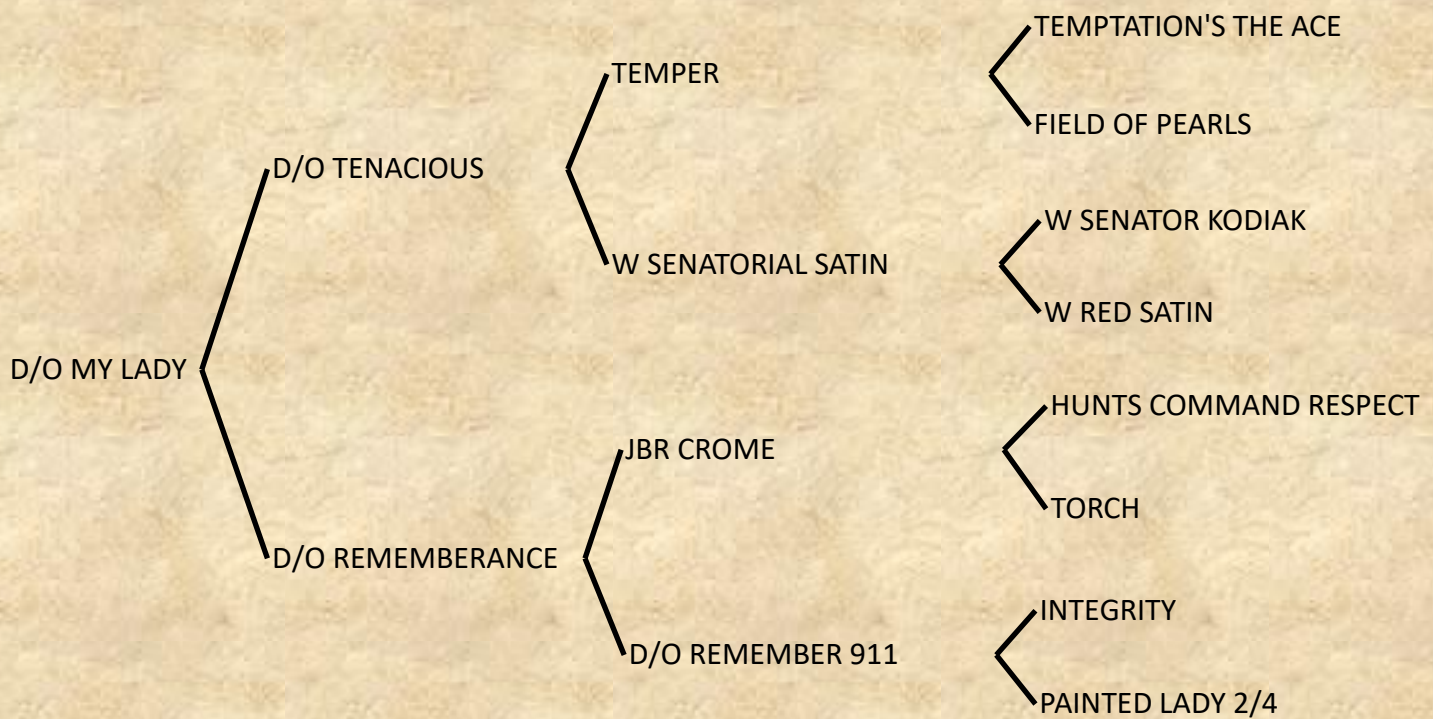 TEMPTATION'S THE ACE
TEMPER
FIELD OF PEARLS
D/O TENACIOUS
W SENATOR KODIAK
W SENATORIAL SATIN
W RED SATIN
D/O MY LADY
HUNTS COMMAND RESPECT
JBR CROME
TORCH
D/O REMEMBERANCE
INTEGRITY
D/O REMEMBER 911
PAINTED LADY 2/4